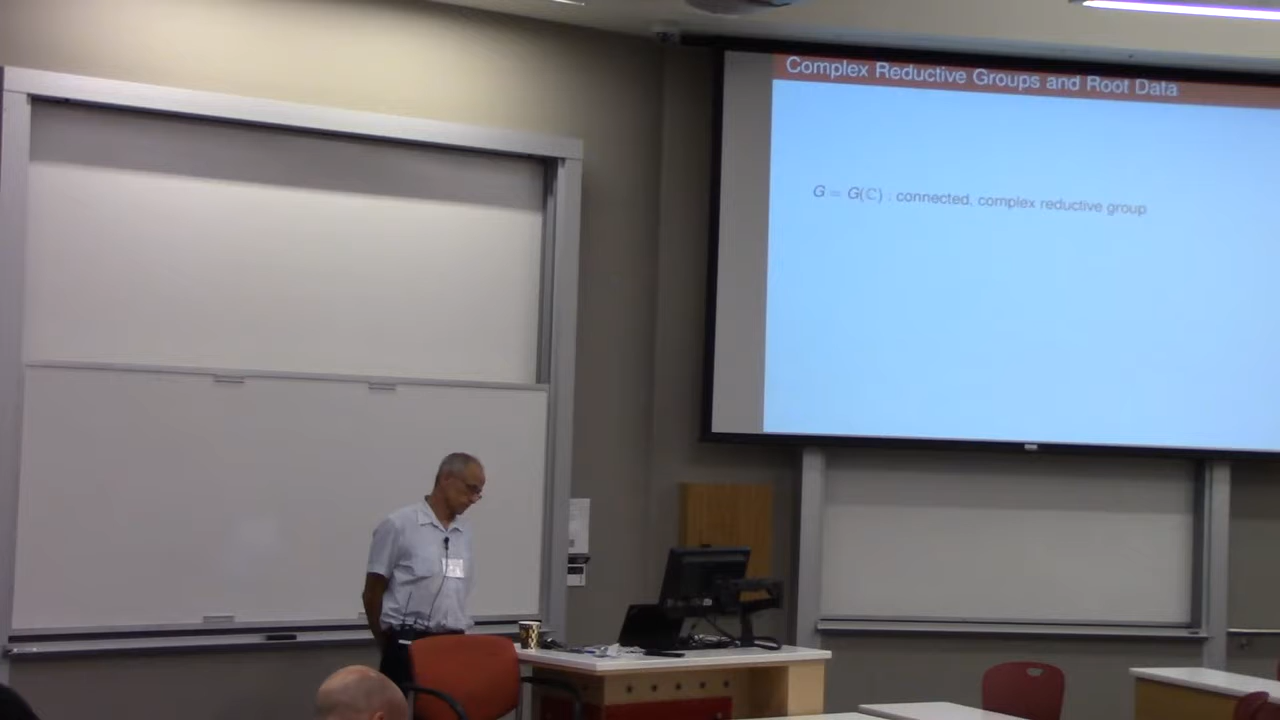 Complex Reductive Groups and Root Data
G = G(ℂ) : connected, complex reductive group